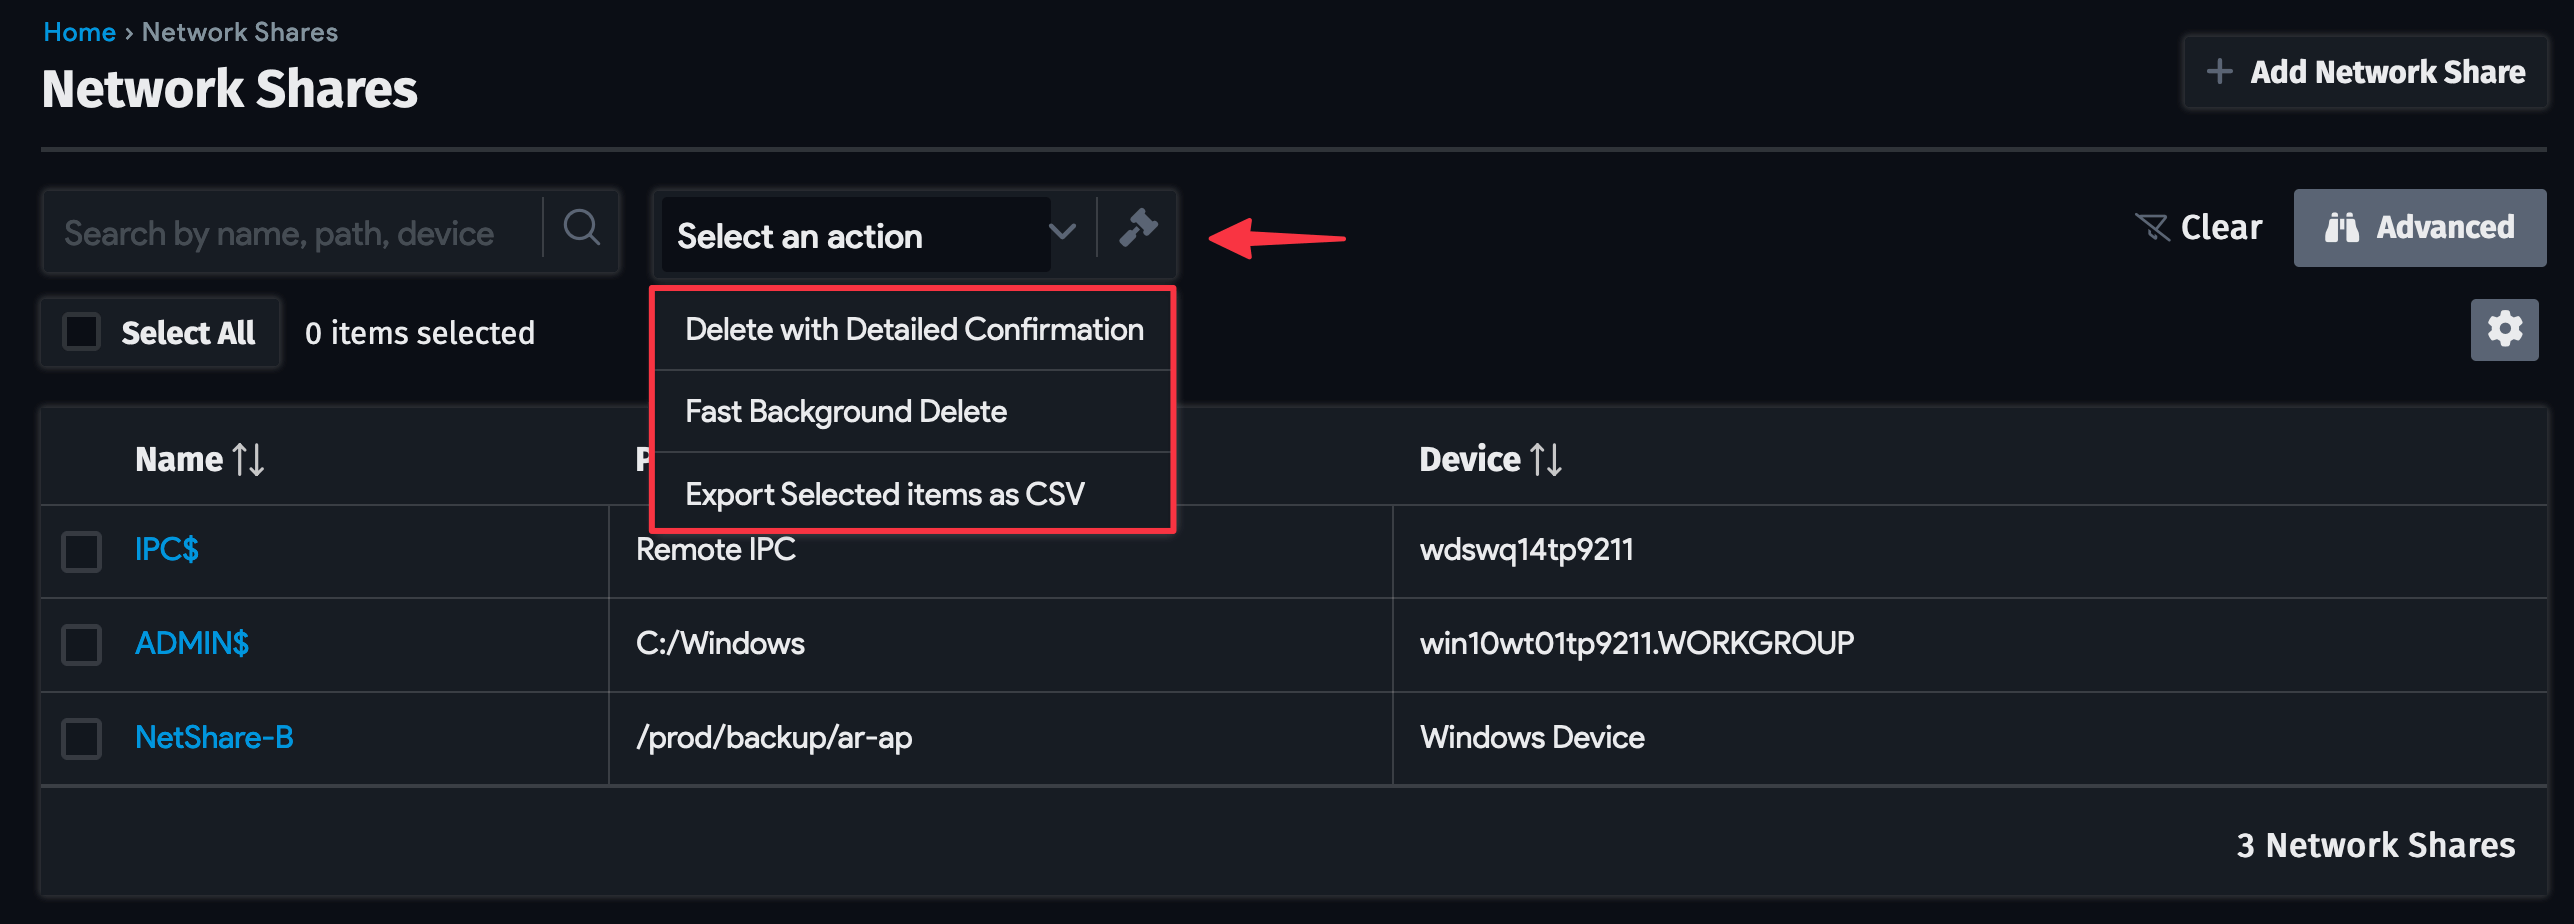 Home › Network Shares
Network Shares
Add Network Share
Search by name, path, device
Select an action
Clear
Advanced
Select All
0 items selected
Delete with Detailed Confirmation
Fast Background Delete
Export Selected items as CSV
Name
Device
IPC$
Remote IPC
wdswq14tp9211
ADMIN$
C:/Windows
win10wt01tp9211.WORKGROUP
NetShare-B
/prod/backup/ar-ap
Windows Device
3 Network Shares